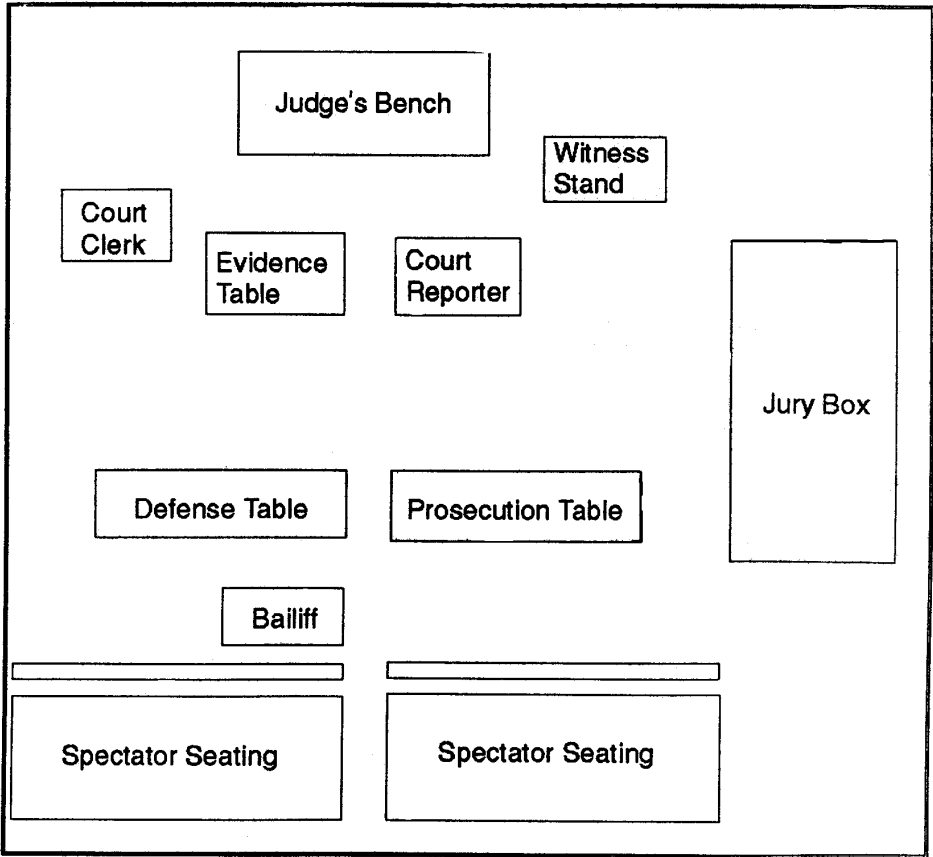 Judge's Bench
Witness
Stand
Court
Clerk
Evidence
Table
Court
Reporter
Jury Box
Defense Table
Prosecution Table
Bailiff
Spectator Seating
Spectator Seating